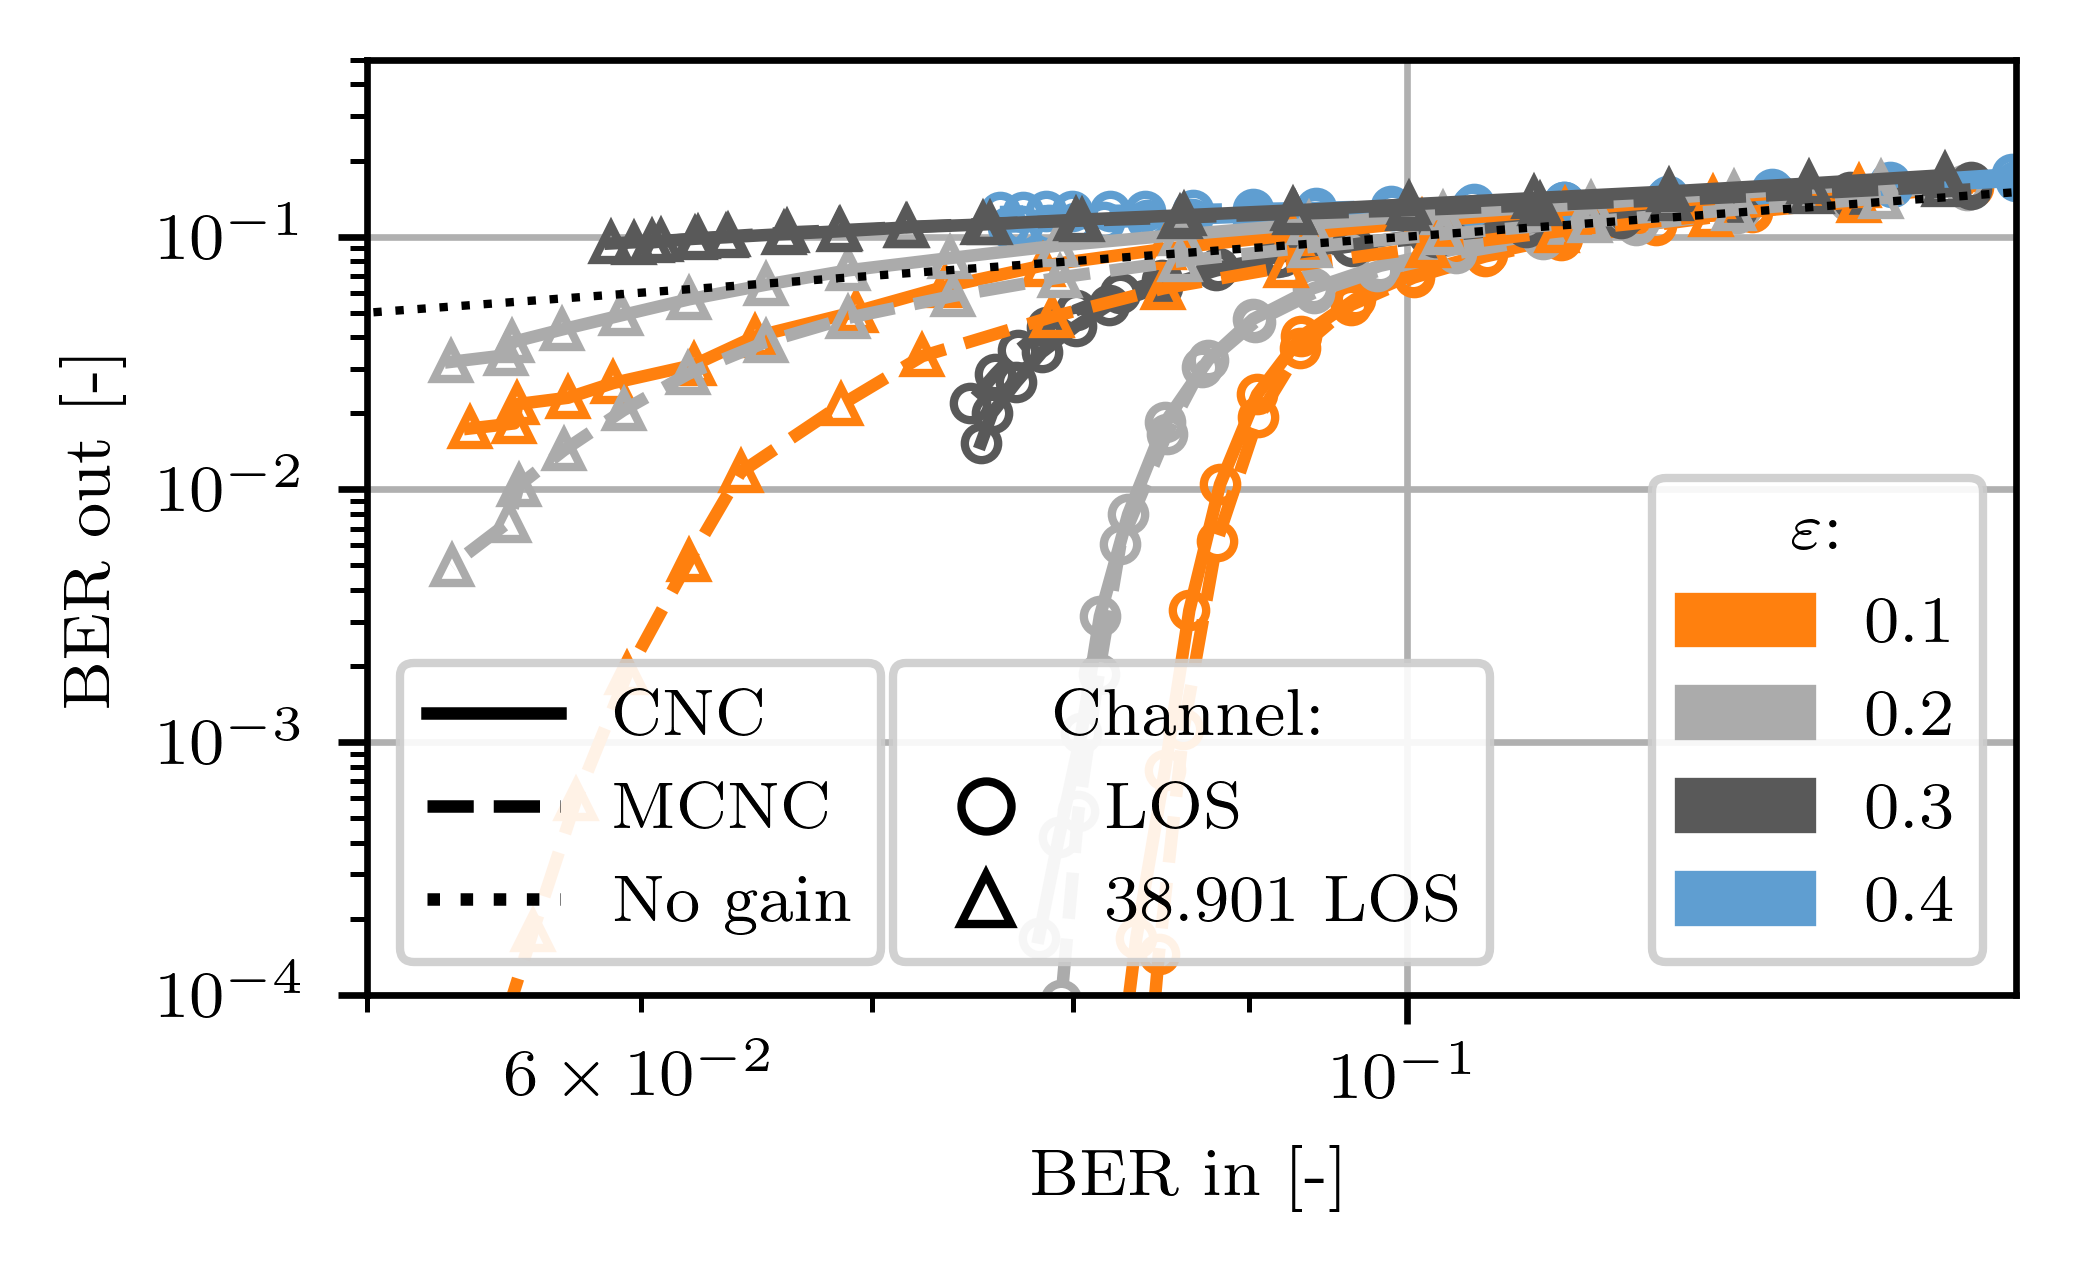 BER out [-]
10⁻¹
10⁻²
10⁻³
10⁻⁴
CNC
MCNC
No gain
Channel:
LOS
38.901 LOS
ε:
0.1
0.2
0.3
0.4
6 × 10⁻²
10⁻¹
BER in [-]